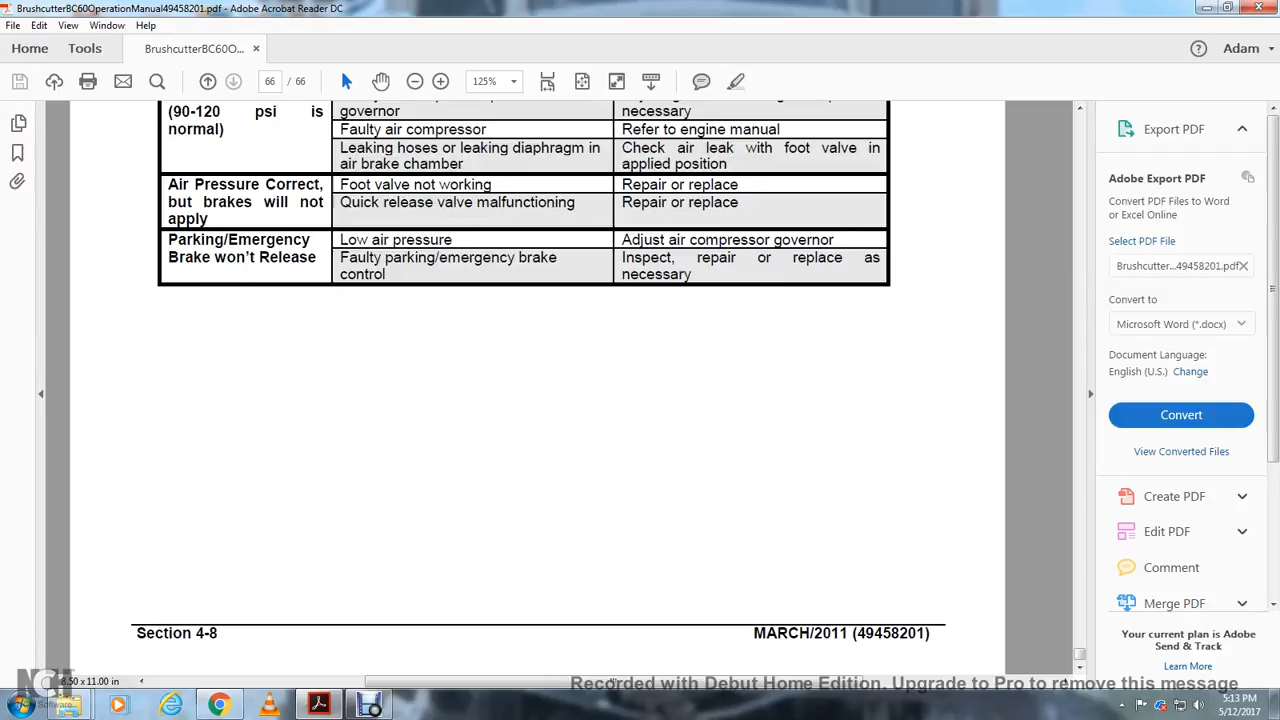 BrushcutterBC60OperationManual49458201.pdf - Adobe Acrobat Reader DC
File Edit View Window Help
Home Tools BrushcutterBC60O... × Adam
66 / 66 125%
governor necessary
(90-120 psi is
normal)
Faulty air compressor Refer to engine manual
Leaking hoses or leaking diaphragm in Check air leak with foot valve in
air brake chamber applied position
Air Pressure Correct, Foot valve not working Repair or replace
but brakes will not Quick release valve malfunctioning Repair or replace
apply
Parking/Emergency Low air pressure Adjust air compressor governor
Brake won't Release Faulty parking/emergency brake Inspect, repair or replace as
control necessary
Section 4-8 MARCH/2011 (49458201)
8.50 x 11.00 in
Export PDF
Adobe Export PDF
Convert PDF Files to Word
or Excel Online
Select PDF File
Brushcutter...49458201.pdf
Convert to
Microsoft Word (*.docx)
Document Language:
English (U.S.) Change
Convert
View Converted Files
Create PDF
Edit PDF
Comment
Merge PDF
Your current plan is Adobe
Send & Track
Learn More
Recorded with Debut Home Edition. Upgrade to Pro to remove this message
NCH
Software
5:13 PM
5/12/2017